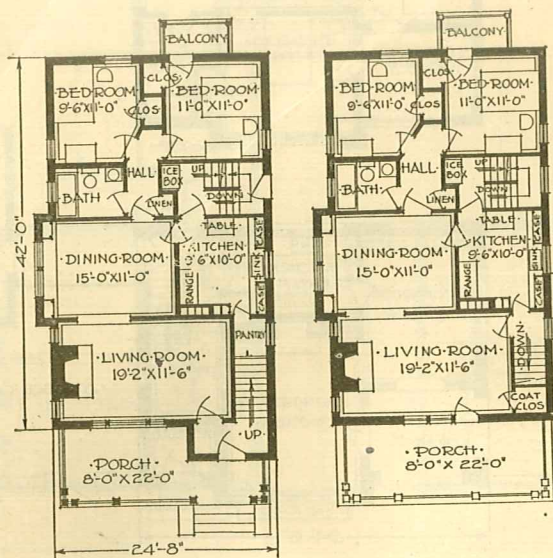 BALCONY
BED-ROOM
9'-6"X11'-0"
CLOS
CLOS
BED-ROOM
11'-0"X11'-0"
HALL
ICE
BOX
UP
DOWN
BATH
LINEN
TABLE
DINING-ROOM
15'-0"X11'-0"
KITCHEN
9'-6"X10'-0"
RANGE
CASE
SINK
CASE
PANTRY
LIVING-ROOM
19'-2"X11'-6"
UP
PORCH
8'-0"X22'-0"
42'-0"
24'-8"
BALCONY
BED-ROOM
9'-6"X11'-0"
CLOS
CLOS
BED-ROOM
11'-0"X11'-0"
HALL
ICE
BOX
UP
DOWN
BATH
LINEN
TABLE
DINING-ROOM
15'-0"X11'-0"
KITCHEN
9'-6"X10'-0"
RANGE
CASE
SINK
CASE
DOWN
LIVING-ROOM
19'-2"X11'-6"
COAT
CLOS
PORCH
8'-0"X22'-0"